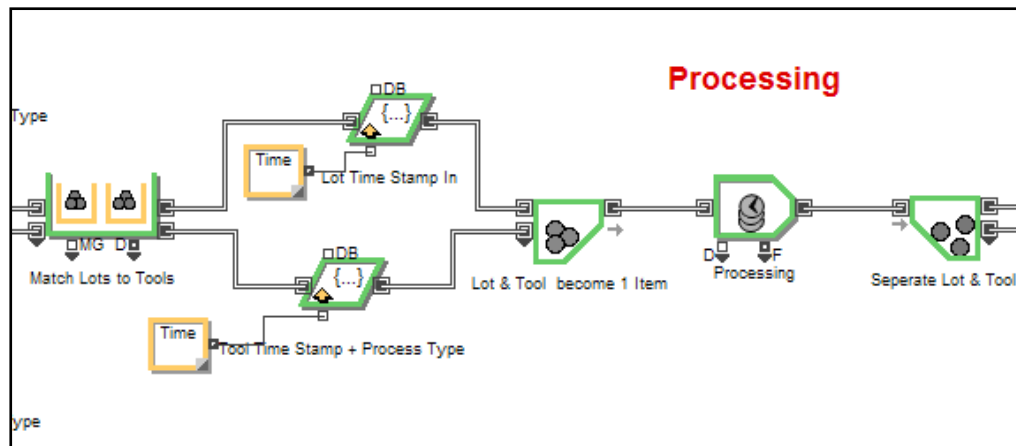 Processing
DB
{...}
Type
Time
Lot Time Stamp In
MG D
Match Lots to Tools
DB
{...}
D F
Processing
Lot & Tool become 1 Item
Seperate Lot & Tool
Time
Tool Time Stamp + Process Type
ype